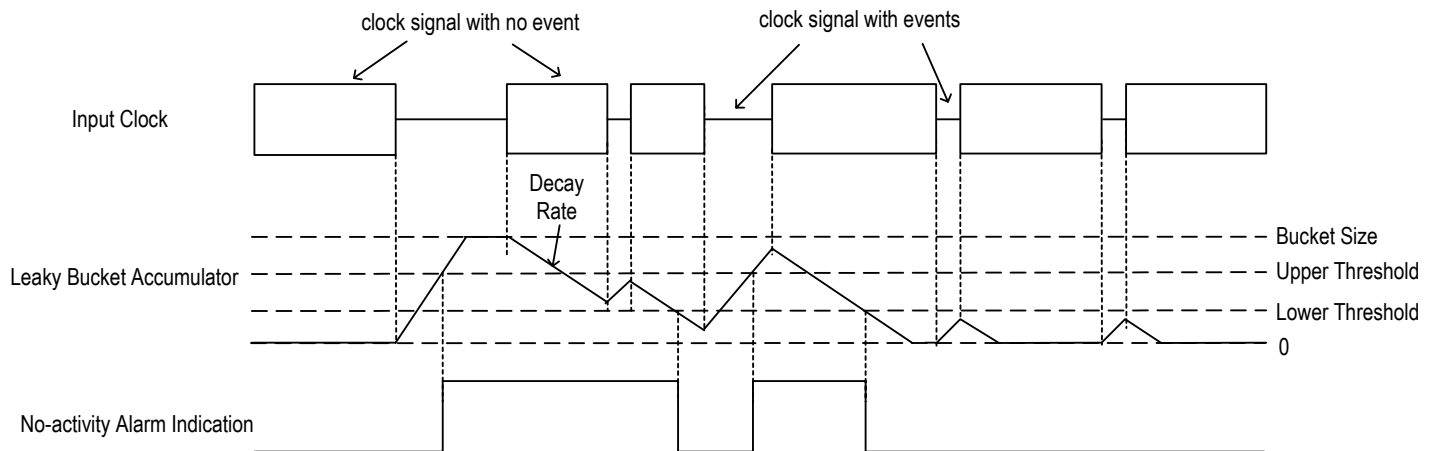 clock signal with no event
clock signal with events
Input Clock
Decay
Rate
Bucket Size
Leaky Bucket Accumulator
Upper Threshold
Lower Threshold
0
No-activity Alarm Indication